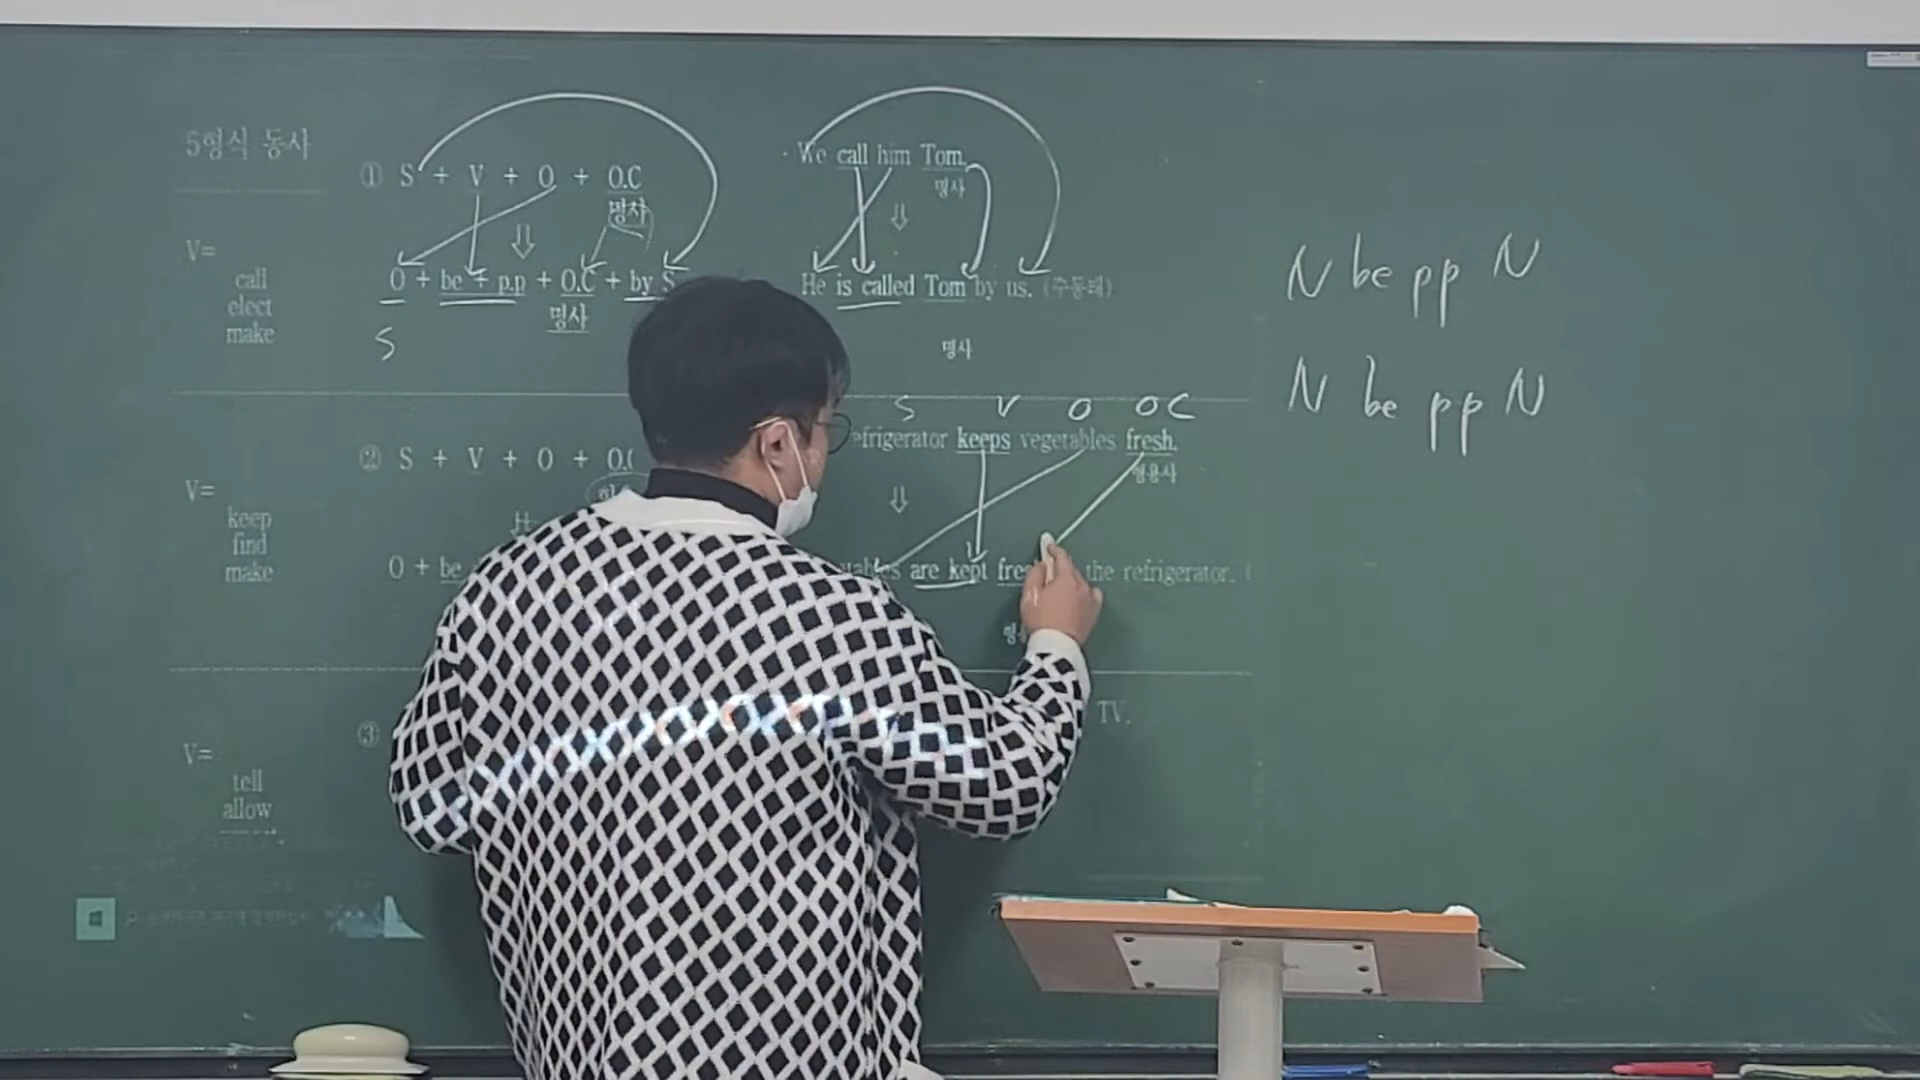 5형식 동사
① S + V + O + O.C
명사
V=
call
elect
make
O + be + p.p + O.C + by S
명사
S
We call him Tom.
명사
⇩
He is called Tom by us. (수동태)
명사
N be pp N
N be pp N
② S + V + O +
V=
keep
find
make
O + be
S V O OC
refrigerator keeps vegetables fresh.
형용사
⇩
are kept the refrigerator.
③
V=
tell
allow
TV.